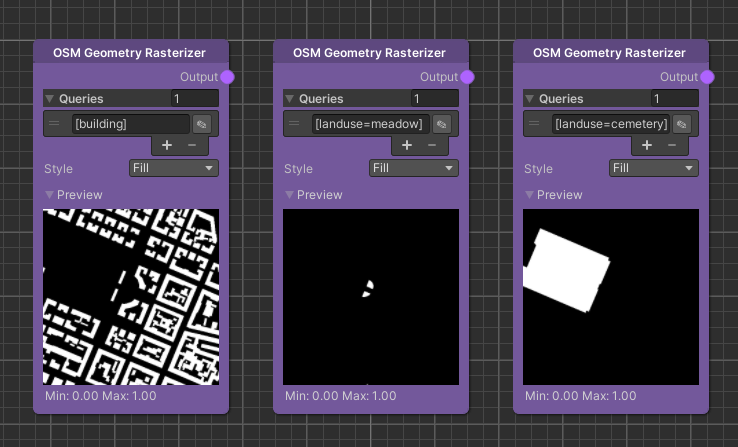 OSM Geometry Rasterizer
Output
Queries 1
[building]
+ −
Style Fill
Preview
Min: 0.00 Max: 1.00
OSM Geometry Rasterizer
Output
Queries 1
[landuse=meadow]
+ −
Style Fill
Preview
Min: 0.00 Max: 1.00
OSM Geometry Rasterizer
Output
Queries 1
[landuse=cemetery]
+ −
Style Fill
Preview
Min: 0.00 Max: 1.00